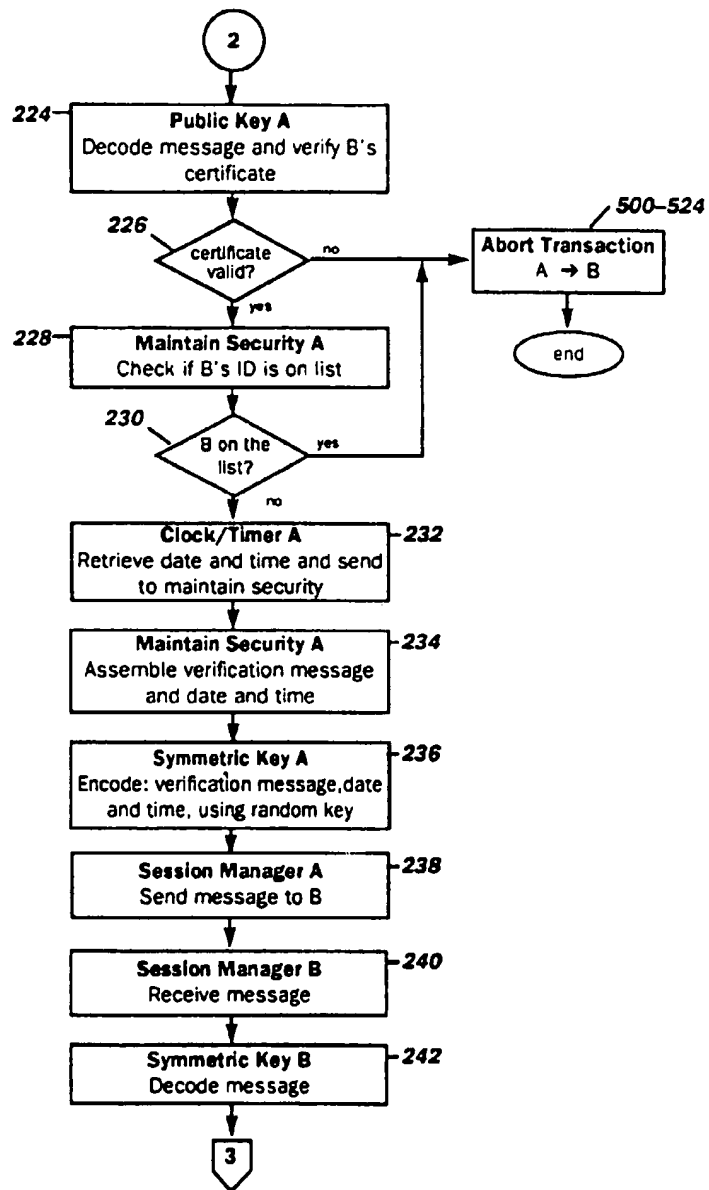 2
224
Public Key A
Decode message and verify B's
certificate
226
certificate
valid?
no
yes
500-524
Abort Transaction
A → B
end
228
Maintain Security A
Check if B's ID is on list
230
B on the
list?
yes
no
Clock/Timer A
Retrieve date and time and send
to maintain security
232
Maintain Security A
Assemble verification message
and date and time
234
Symmetric Key A
Encode: verification message,date
and time, using random key
236
Session Manager A
Send message to B
238
Session Manager B
Receive message
240
Symmetric Key B
Decode message
242
3